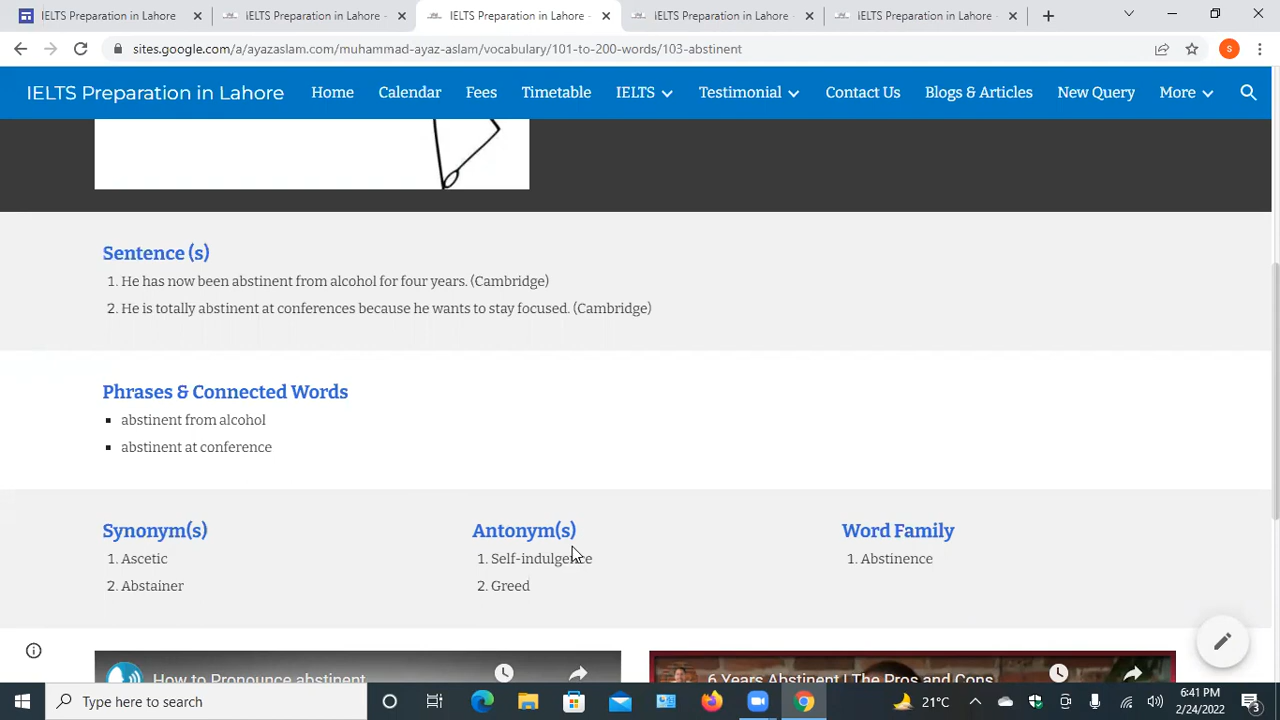 IELTS Preparation in Lahore
IELTS Preparation in Lahore -
IELTS Preparation in Lahore -
IELTS Preparation in Lahore -
IELTS Preparation in Lahore -
sites.google.com/a/ayazaslam.com/muhammad-ayaz-aslam/vocabulary/101-to-200-words/103-abstinent
S
IELTS Preparation in Lahore
Home
Calendar
Fees
Timetable
IELTS
Testimonial
Contact Us
Blogs & Articles
New Query
More
Sentence (s)
1. He has now been abstinent from alcohol for four years. (Cambridge)
2. He is totally abstinent at conferences because he wants to stay focused. (Cambridge)
Phrases & Connected Words
abstinent from alcohol
abstinent at conference
Synonym(s)
1. Ascetic
2. Abstainer
Antonym(s)
1. Self-indulgence
2. Greed
Word Family
1. Abstinence
How to Pronounce abstinent
6 Years Abstinent | The Pros and Cons
Type here to search
21°C
6:41 PM
2/24/2022
3